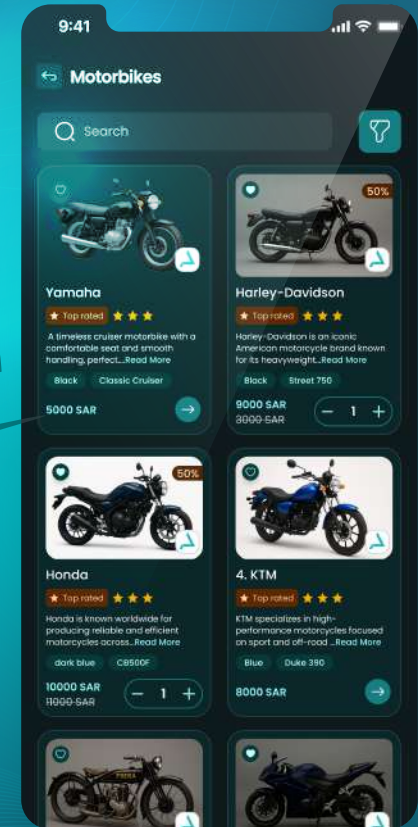 9:41
Motorbikes
Search
Yamaha
Top rated
A timeless cruiser motorbike with a
comfortable seat and smooth
handling, perfect...Read More
Black Classic Cruiser
5000 SAR
50%
Harley-Davidson
Top rated
Harley-Davidson is an iconic
American motorcycle brand known
for its heavyweight...Read More
Black Street 750
9000 SAR
3000 SAR
1
50%
Honda
Top rated
Honda is known worldwide for
producing reliable and efficient
motorcycles across...Read More
dark blue CB500F
10000 SAR
11000 SAR
1
4. KTM
Top rated
KTM specializes in high-
performance motorcycles focused
on sport and off-road ...Read More
Blue Duke 390
8000 SAR